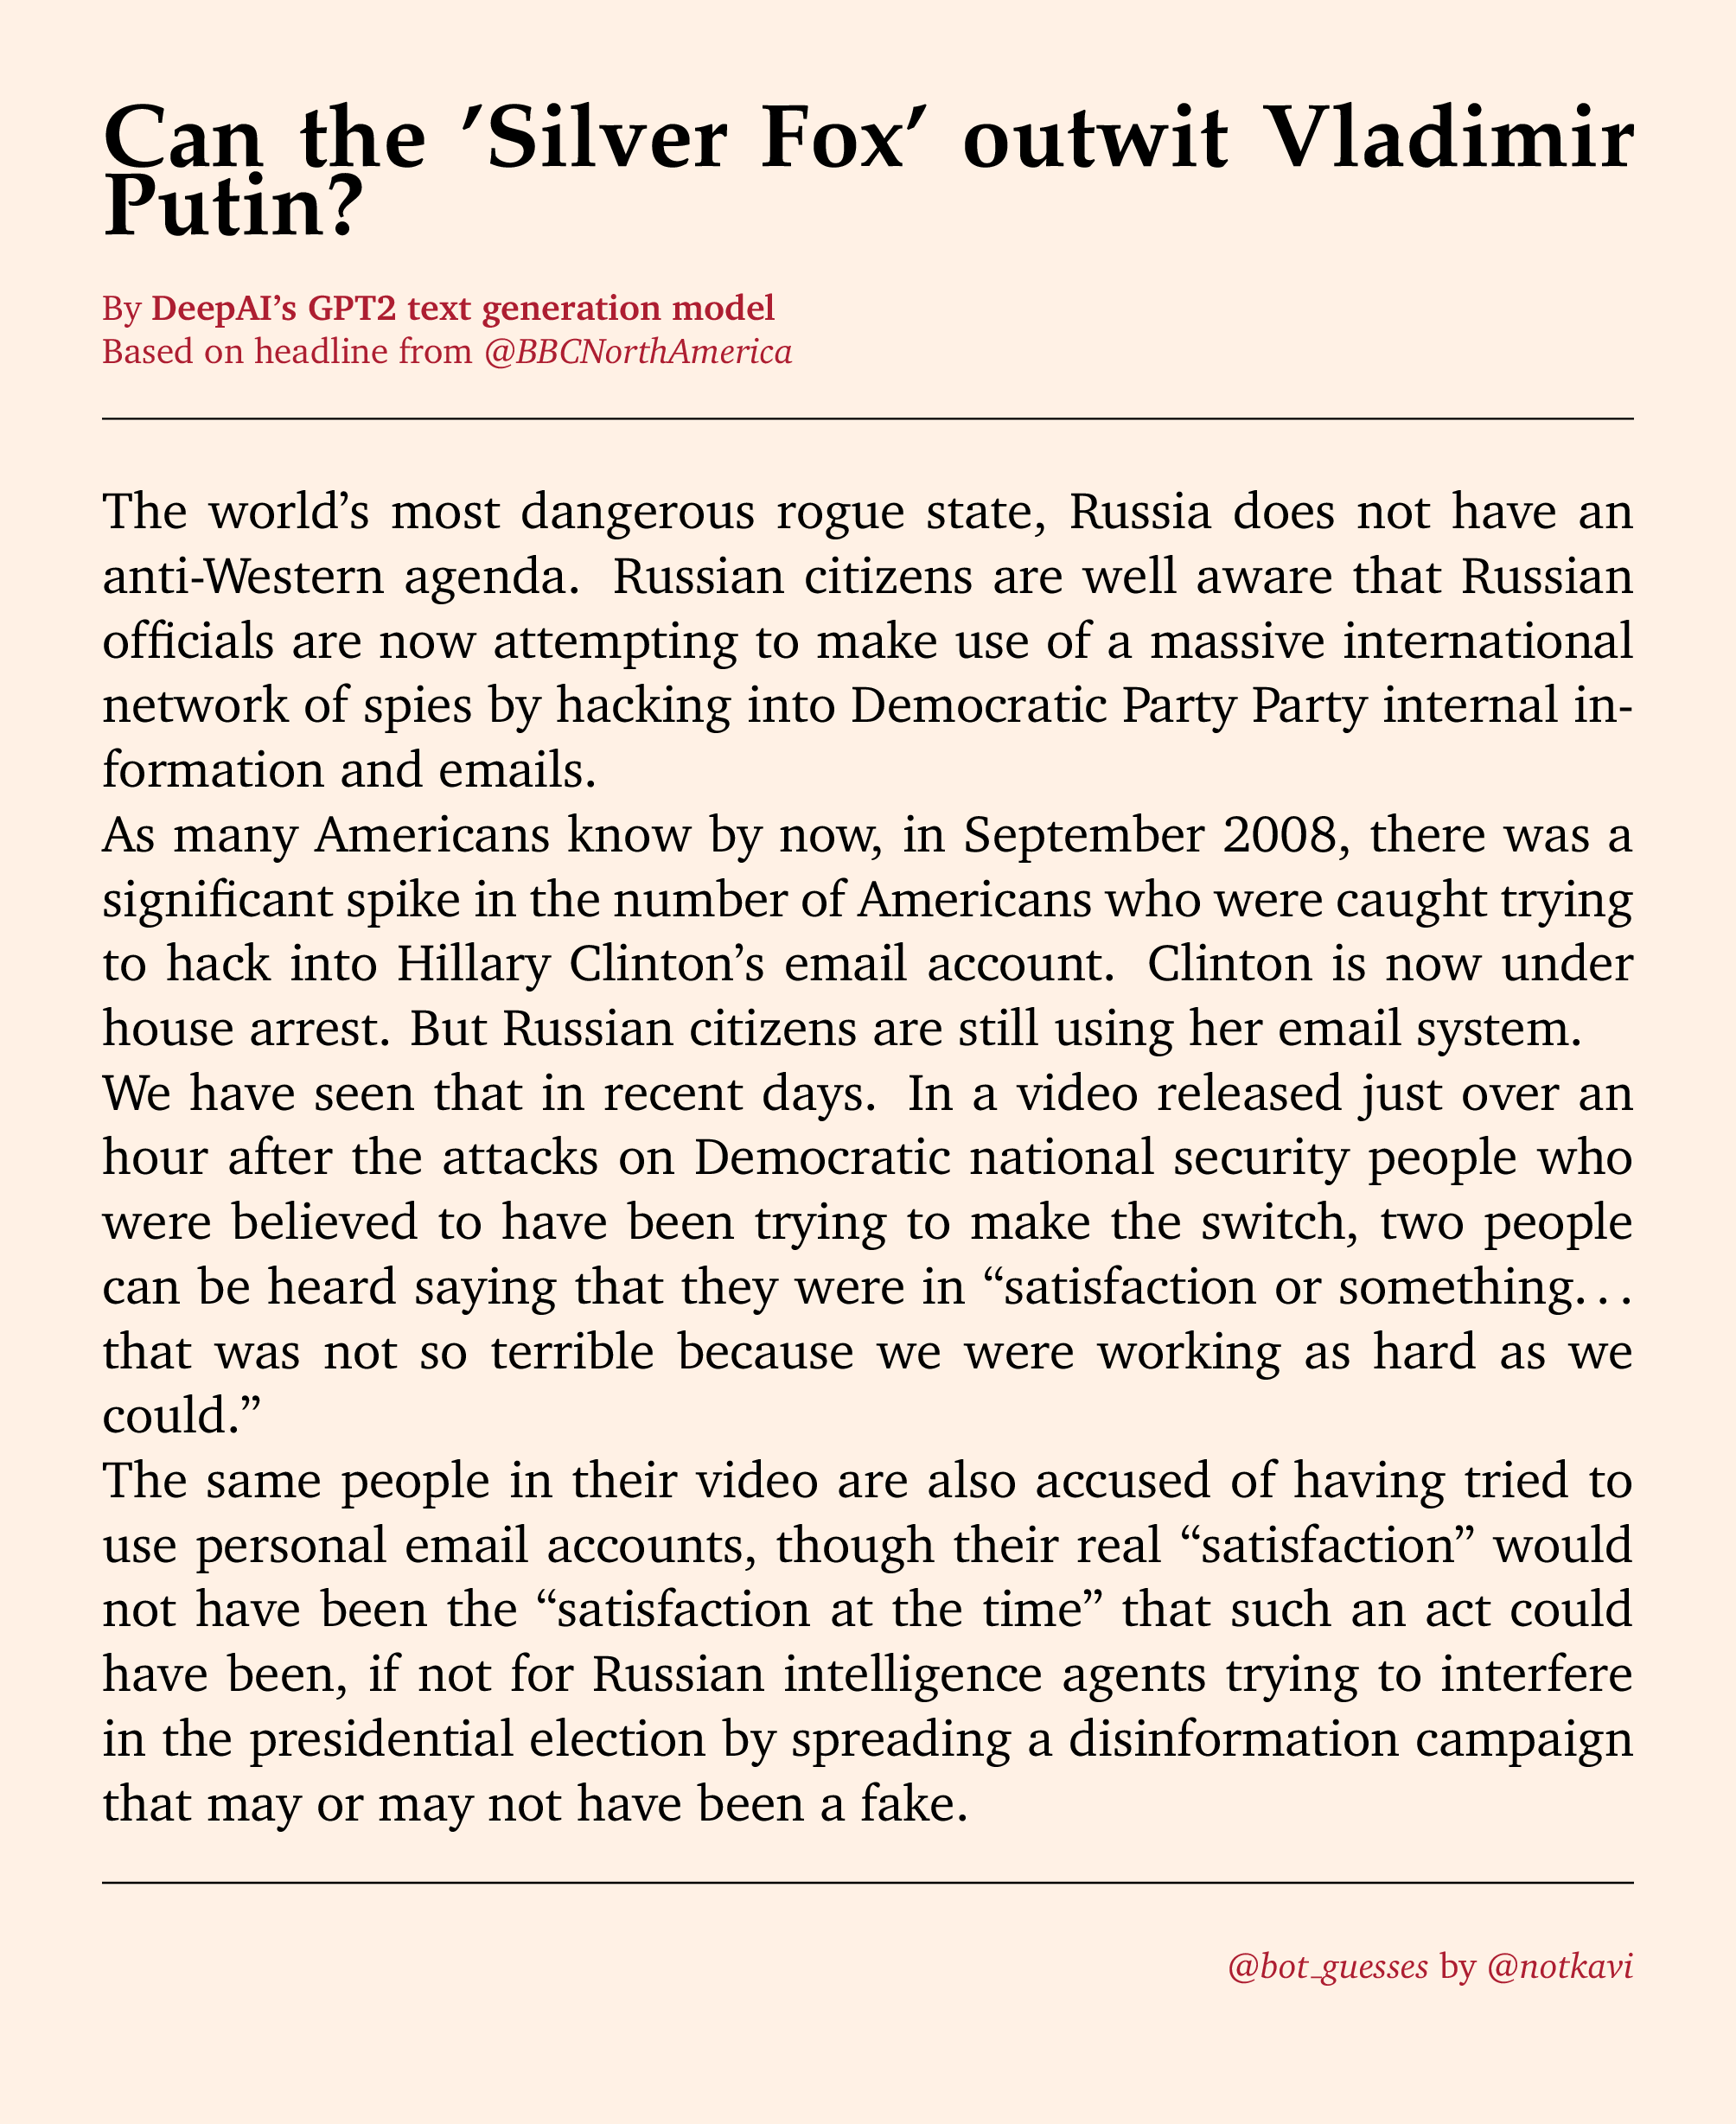 Can the ’Silver Fox’ outwit Vladimir
Putin?
By DeepAI’s GPT2 text generation model
Based on headline from @BBCNorthAmerica
The world’s most dangerous rogue state, Russia does not have an
anti-Western agenda. Russian citizens are well aware that Russian
officials are now attempting to make use of a massive international
network of spies by hacking into Democratic Party Party internal in-
formation and emails.
As many Americans know by now, in September 2008, there was a
significant spike in the number of Americans who were caught trying
to hack into Hillary Clinton’s email account. Clinton is now under
house arrest. But Russian citizens are still using her email system.
We have seen that in recent days. In a video released just over an
hour after the attacks on Democratic national security people who
were believed to have been trying to make the switch, two people
can be heard saying that they were in “satisfaction or something...
that was not so terrible because we were working as hard as we
could.”
The same people in their video are also accused of having tried to
use personal email accounts, though their real “satisfaction” would
not have been the “satisfaction at the time” that such an act could
have been, if not for Russian intelligence agents trying to interfere
in the presidential election by spreading a disinformation campaign
that may or may not have been a fake.
@bot_guesses by @notkavi